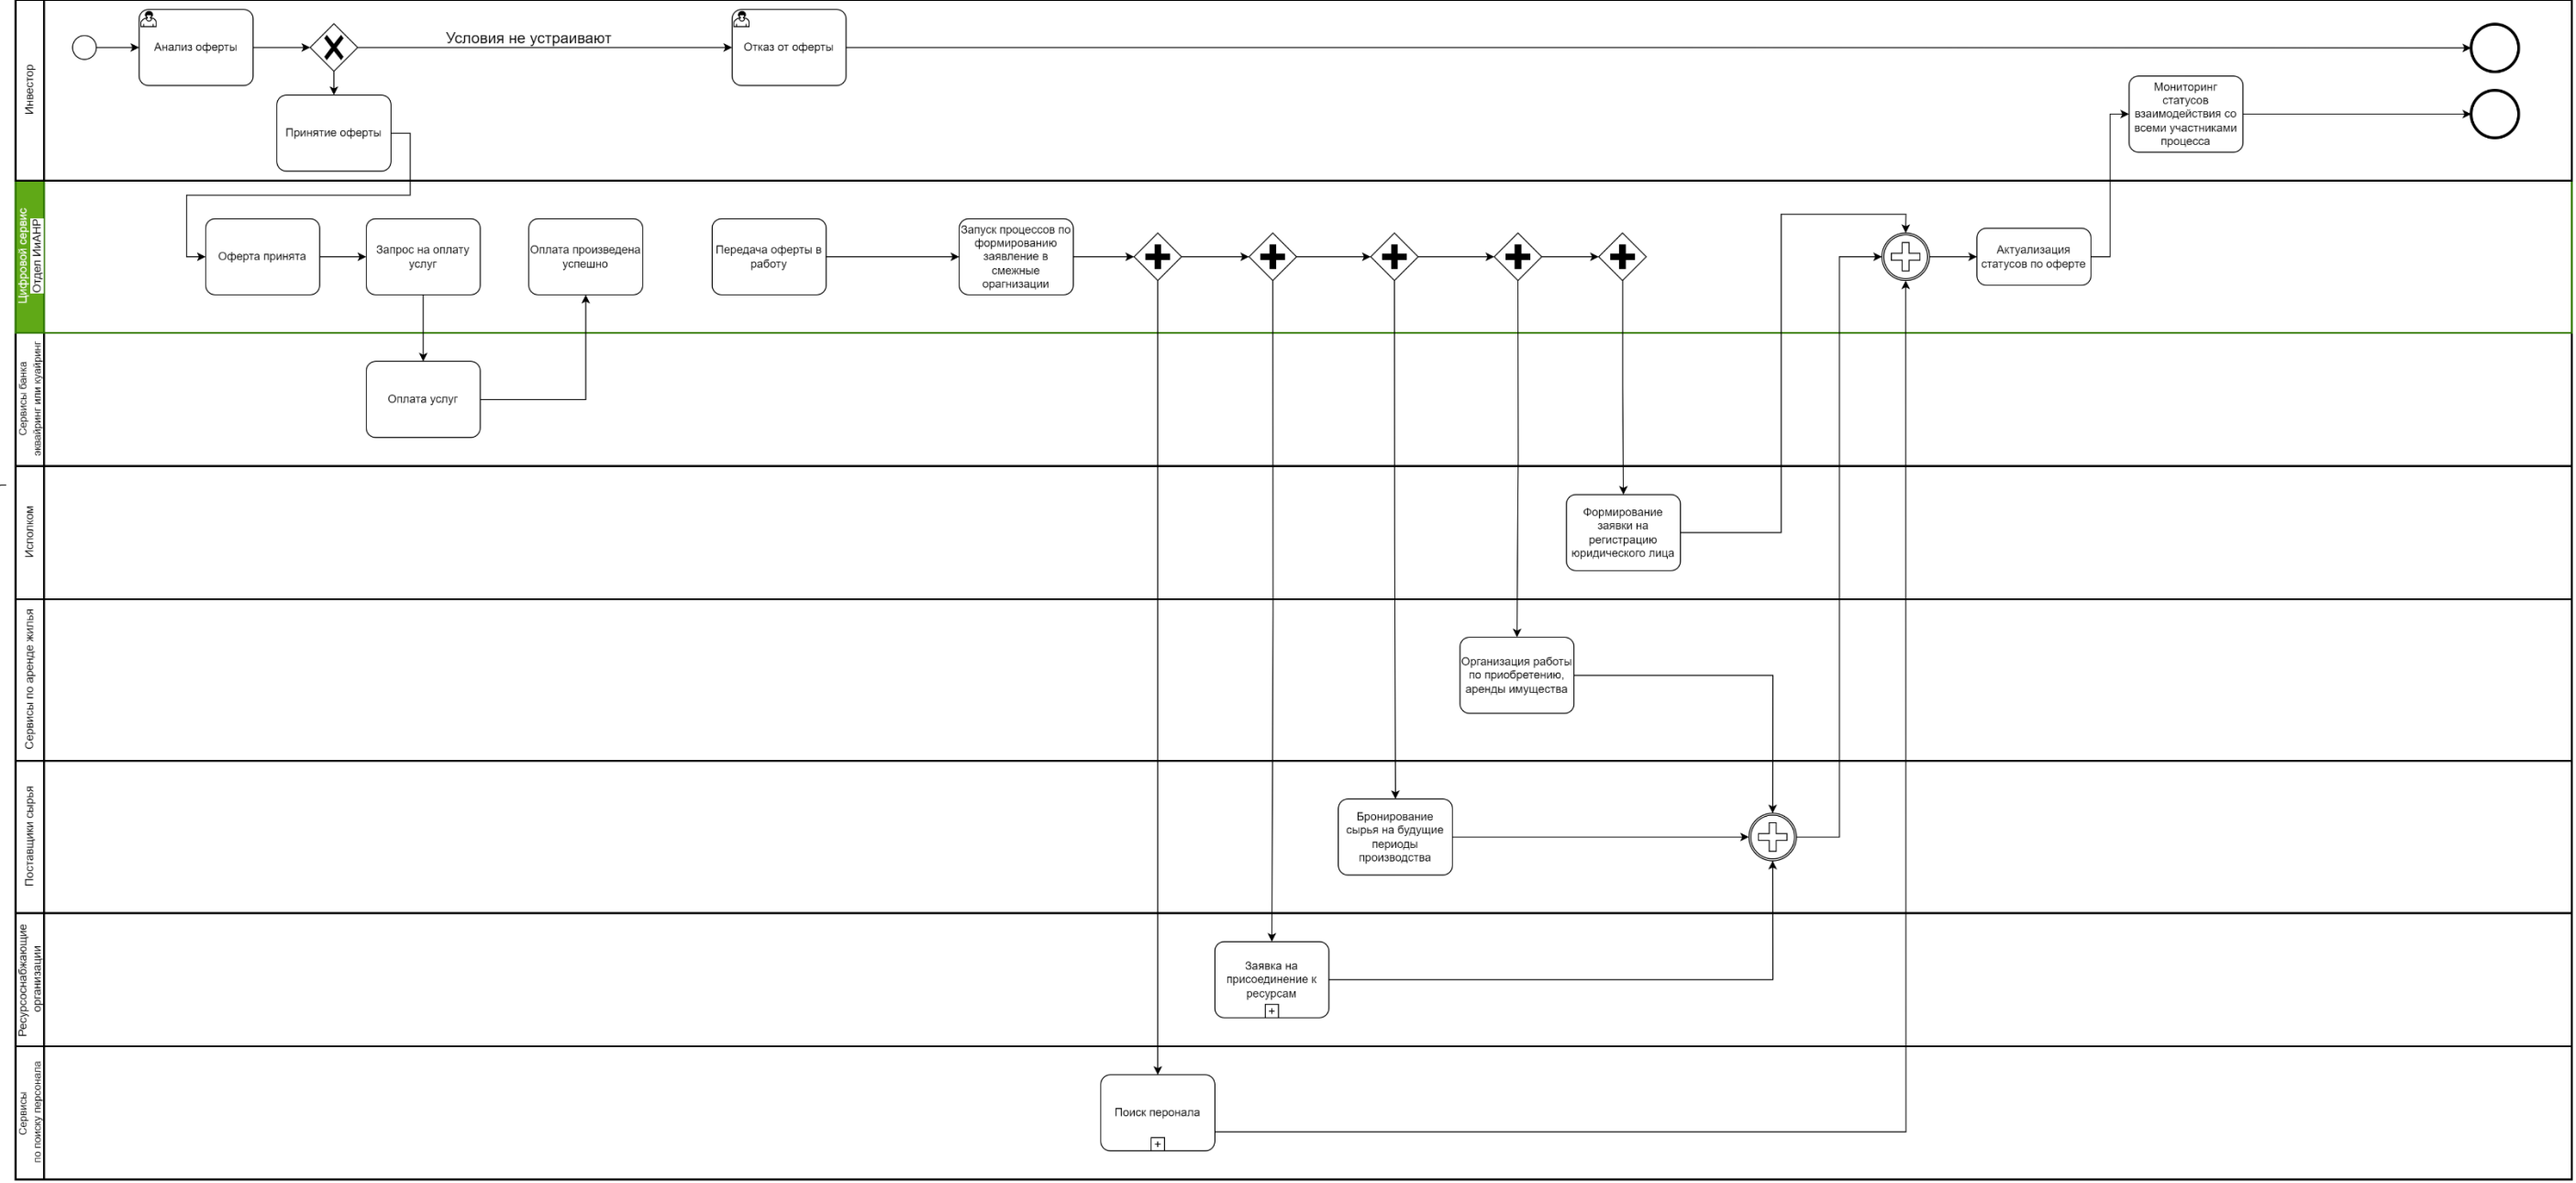 Инвестор
Анализ оферты
Условия не устраивают
Отказ от оферты
Принятие оферты
Мониторинг
статусов
взаимодействия со
всеми участниками
процесса
Цифровой сервис
Отдел ИиАНР
Оферта принята
Запрос на оплату
услуг
Оплата произведена
успешно
Передача оферты в
работу
Запуск процессов по
формированию
заявление в
смежные
орагнизации
Актуализация
статусов по оферте
Сервисы банка
эквайринг или куайринг
Оплата услуг
Исполком
Формирование
заявки на
регистрацию
юридического лица
Сервисы по аренде жилья
Организация работы
по приобретению,
аренды имущества
Поставщики сырья
Бронирование
сырья на будущие
периоды
производства
Ресурсоснабжающие
организации
Заявка на
присоединение к
ресурсам
Сервисы
по поиску персонала
Поиск перонала